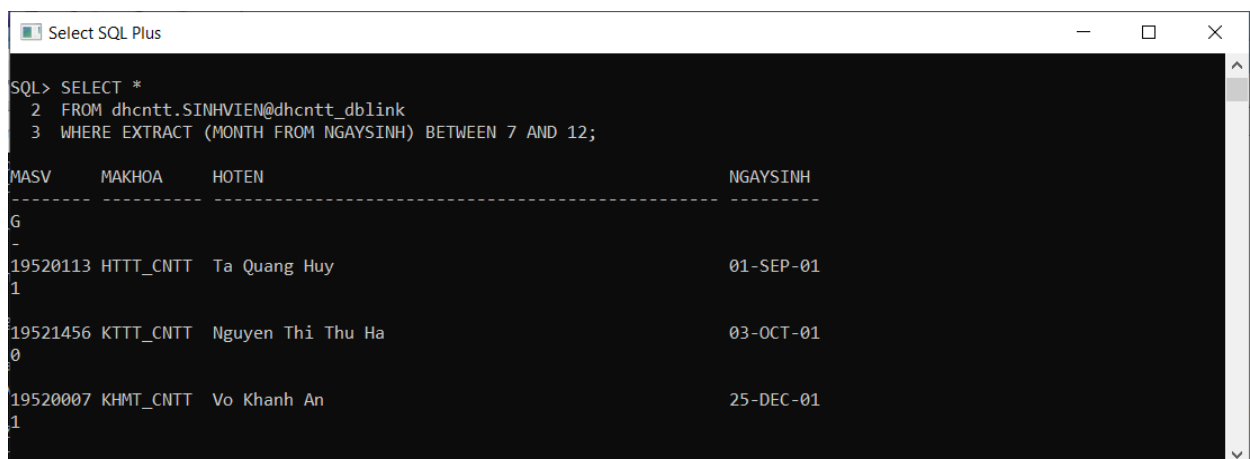 Select SQL Plus
SQL> SELECT *
2 FROM dhcntt.SINHVIEN@dhcntt_dblink
3 WHERE EXTRACT (MONTH FROM NGAYSINH) BETWEEN 7 AND 12;
MASV MAKHOA HOTEN NGAYSINH
-------- ---------- -------------------------------------------------- ---------
G
-
19520113 HTTT_CNTT Ta Quang Huy 01-SEP-01
1
19521456 KTTT_CNTT Nguyen Thi Thu Ha 03-OCT-01
0
19520007 KHMT_CNTT Vo Khanh An 25-DEC-01
1